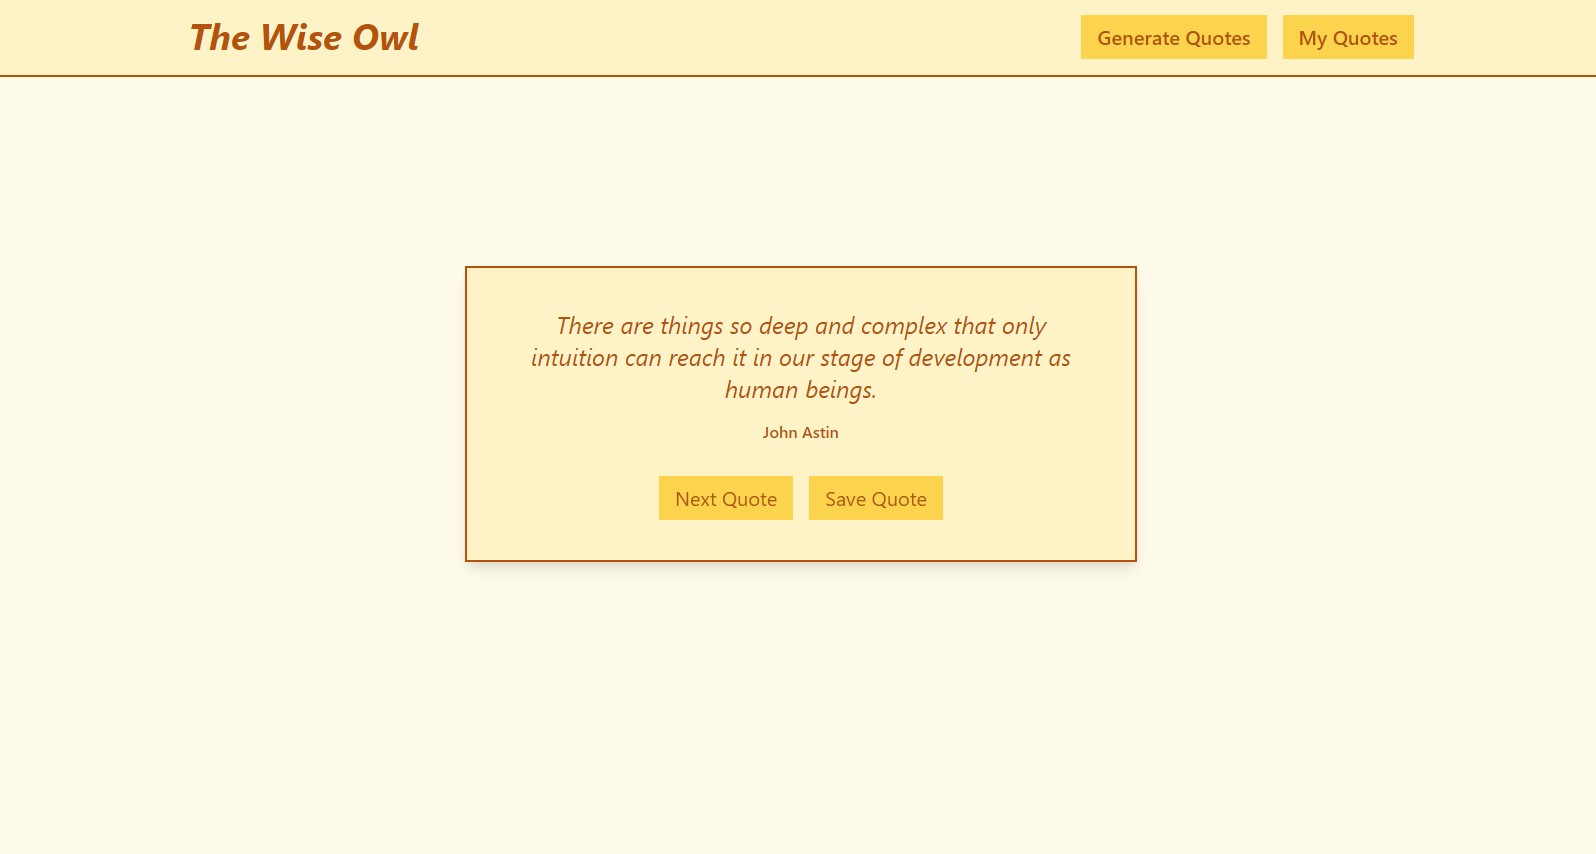 The Wise Owl
Generate Quotes
My Quotes
There are things so deep and complex that only
intuition can reach it in our stage of development as
human beings.
John Astin
Next Quote
Save Quote